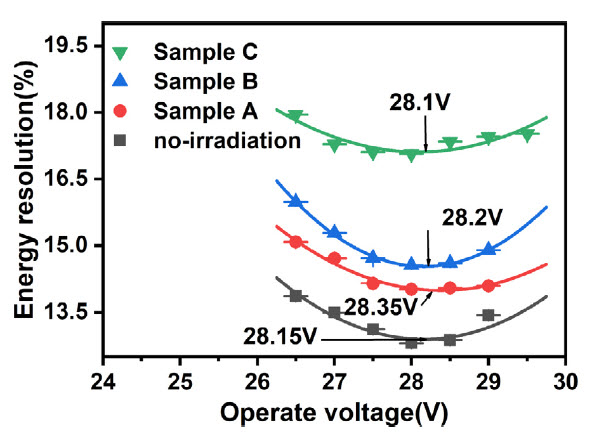 Energy resolution(%)
19.5
18.0
16.5
15.0
13.5
Sample C
Sample B
Sample A
no-irradiation
28.1V
28.2V
28.35V
28.15V
24 25 26 27 28 29 30
Operate voltage(V)